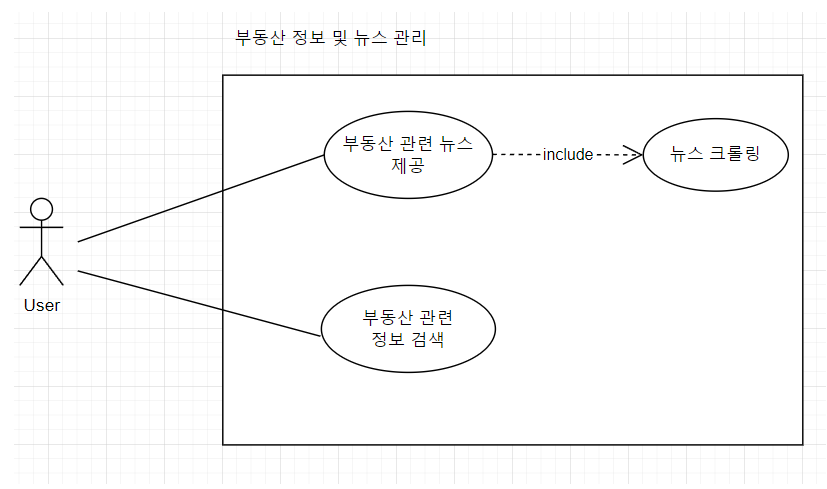 부동산 정보 및 뉴스 관리
부동산 관련 뉴스
제공
include
뉴스 크롤링
User
부동산 관련
정보 검색